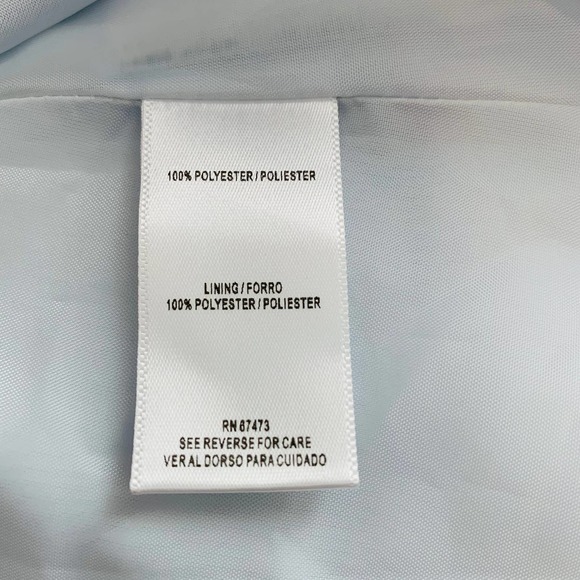 100% POLYESTER / POLIESTER
LINING / FORRO
100% POLYESTER / POLIESTER
RN 67473
SEE REVERSE FOR CARE
VER AL DORSO PARA CUIDADO